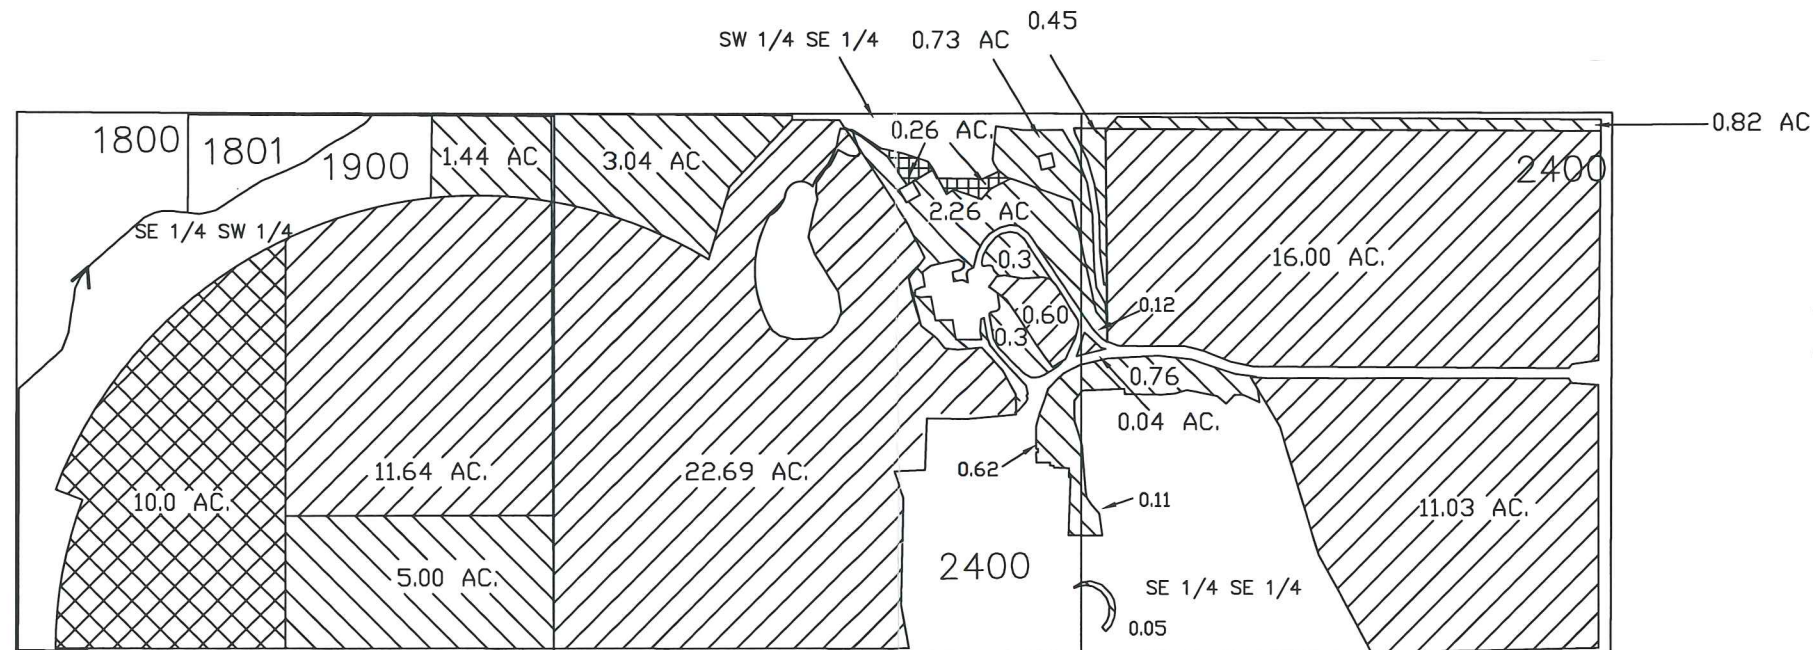 0.45
SW 1/4 SE 1/4 0.73 AC
0.82 AC
1800 1801 1900 1.44 AC 3.04 AC 0.26 AC. 2400
SE 1/4 SW 1/4 2.26 AC
0.3 16.00 AC.
0.12
0.60
0.3
0.76
0.04 AC.
10.0 AC. 11.64 AC. 22.69 AC. 0.62
0.11 11.03 AC.
5.00 AC. 2400
SE 1/4 SE 1/4
0.05